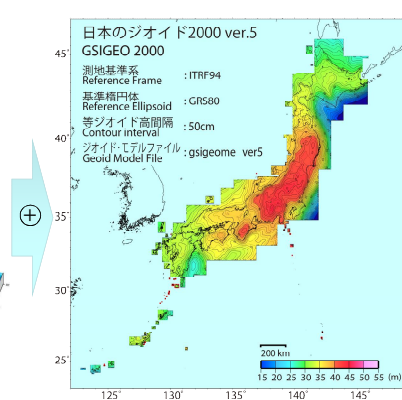 日本のジオイド2000 ver.5
GSIGEO 2000
測地基準系
Reference Frame : ITRF94
基準楕円体
Reference Ellipsoid : GRS80
等ジオイド高間隔
Contour interval : 50cm
ジオイド・モデルファイル
Geoid Model File : gsigeome ver5
45°
40°
35°
30°
25°
200 km
15 20 25 30 35 40 45 50 55 (m)
125° 130° 135° 140° 145°